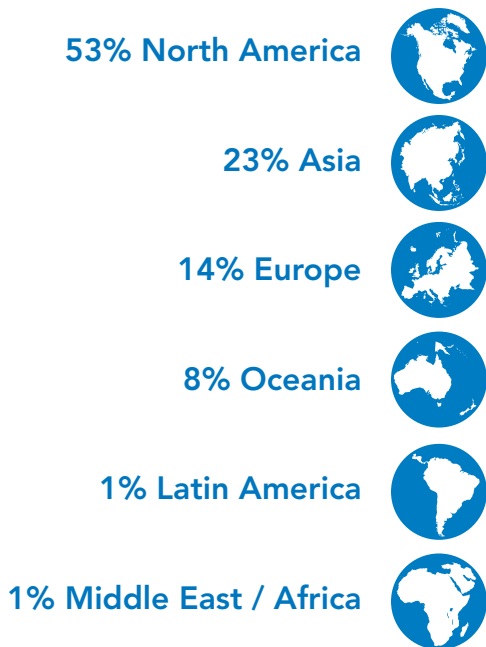 53% North America
23% Asia
14% Europe
8% Oceania
1% Latin America
1% Middle East / Africa